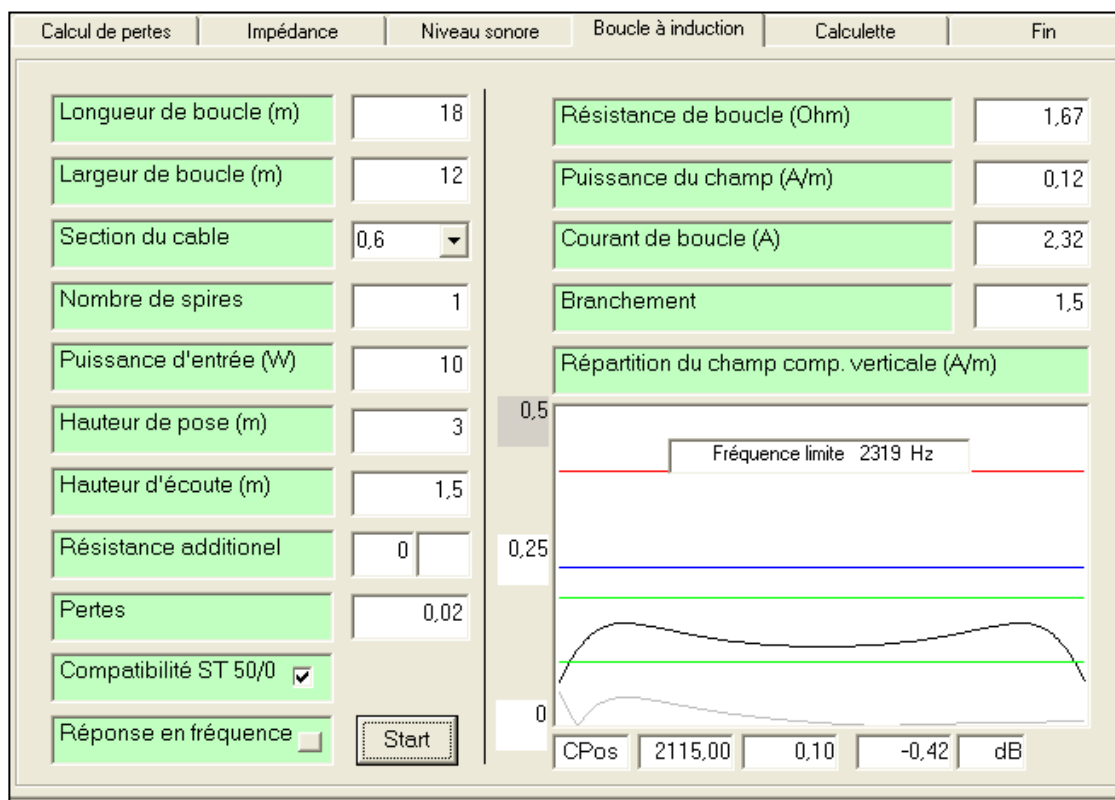 Calcul de pertes Impédance Niveau sonore Boucle à induction Calculette Fin
Longueur de boucle (m) 18
Largeur de boucle (m) 12
Section du cable 0,6
Nombre de spires 1
Puissance d'entrée (W) 10
Hauteur de pose (m) 3
Hauteur d'écoute (m) 1,5
Résistance additionel 0
Pertes 0,02
Compatibilité ST 50/0
Réponse en fréquence Start
Résistance de boucle (Ohm) 1,67
Puissance du champ (A/m) 0,12
Courant de boucle (A) 2,32
Branchement 1,5
Répartition du champ comp. verticale (A/m)
0,5
Fréquence limite 2319 Hz
0,25
0
CPos 2115,00 0,10 -0,42 dB